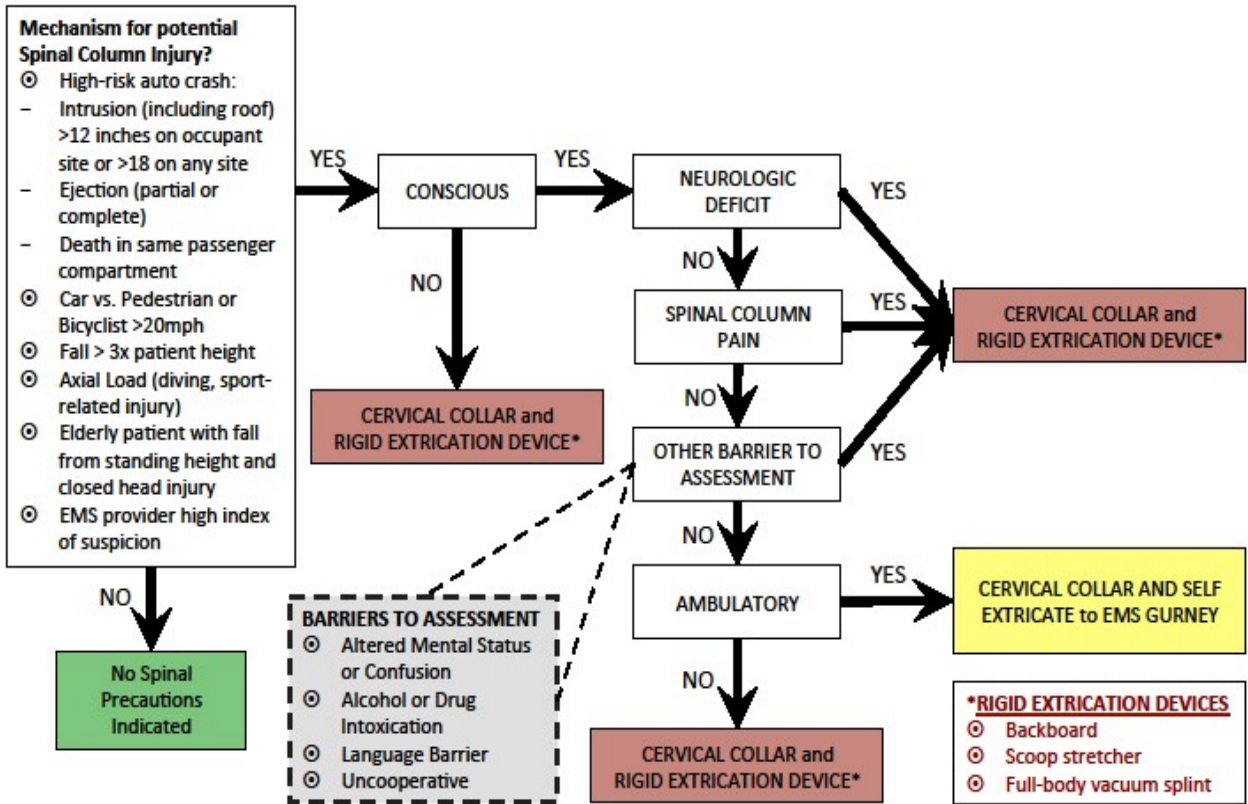 Mechanism for potential
Spinal Column Injury?
⊙ High-risk auto crash:
– Intrusion (including roof)
>12 inches on occupant
site or >18 on any site
– Ejection (partial or
complete)
– Death in same passenger
compartment
⊙ Car vs. Pedestrian or
Bicyclist >20mph
⊙ Fall > 3x patient height
⊙ Axial Load (diving, sport-
related injury)
⊙ Elderly patient with fall
from standing height and
closed head injury
⊙ EMS provider high index
of suspicion
NO
No Spinal
Precautions
Indicated
YES
CONSCIOUS
NO
CERVICAL COLLAR and
RIGID EXTRICATION DEVICE*
YES
NEUROLOGIC
DEFICIT
YES
NO
SPINAL COLUMN
PAIN
YES
CERVICAL COLLAR and
RIGID EXTRICATION DEVICE*
NO
OTHER BARRIER TO
ASSESSMENT
YES
NO
BARRIERS TO ASSESSMENT
⊙ Altered Mental Status
or Confusion
⊙ Alcohol or Drug
Intoxication
⊙ Language Barrier
⊙ Uncooperative
AMBULATORY
YES
CERVICAL COLLAR AND SELF
EXTRICATE to EMS GURNEY
NO
CERVICAL COLLAR and
RIGID EXTRICATION DEVICE*
*RIGID EXTRICATION DEVICES
⊙ Backboard
⊙ Scoop stretcher
⊙ Full-body vacuum splint